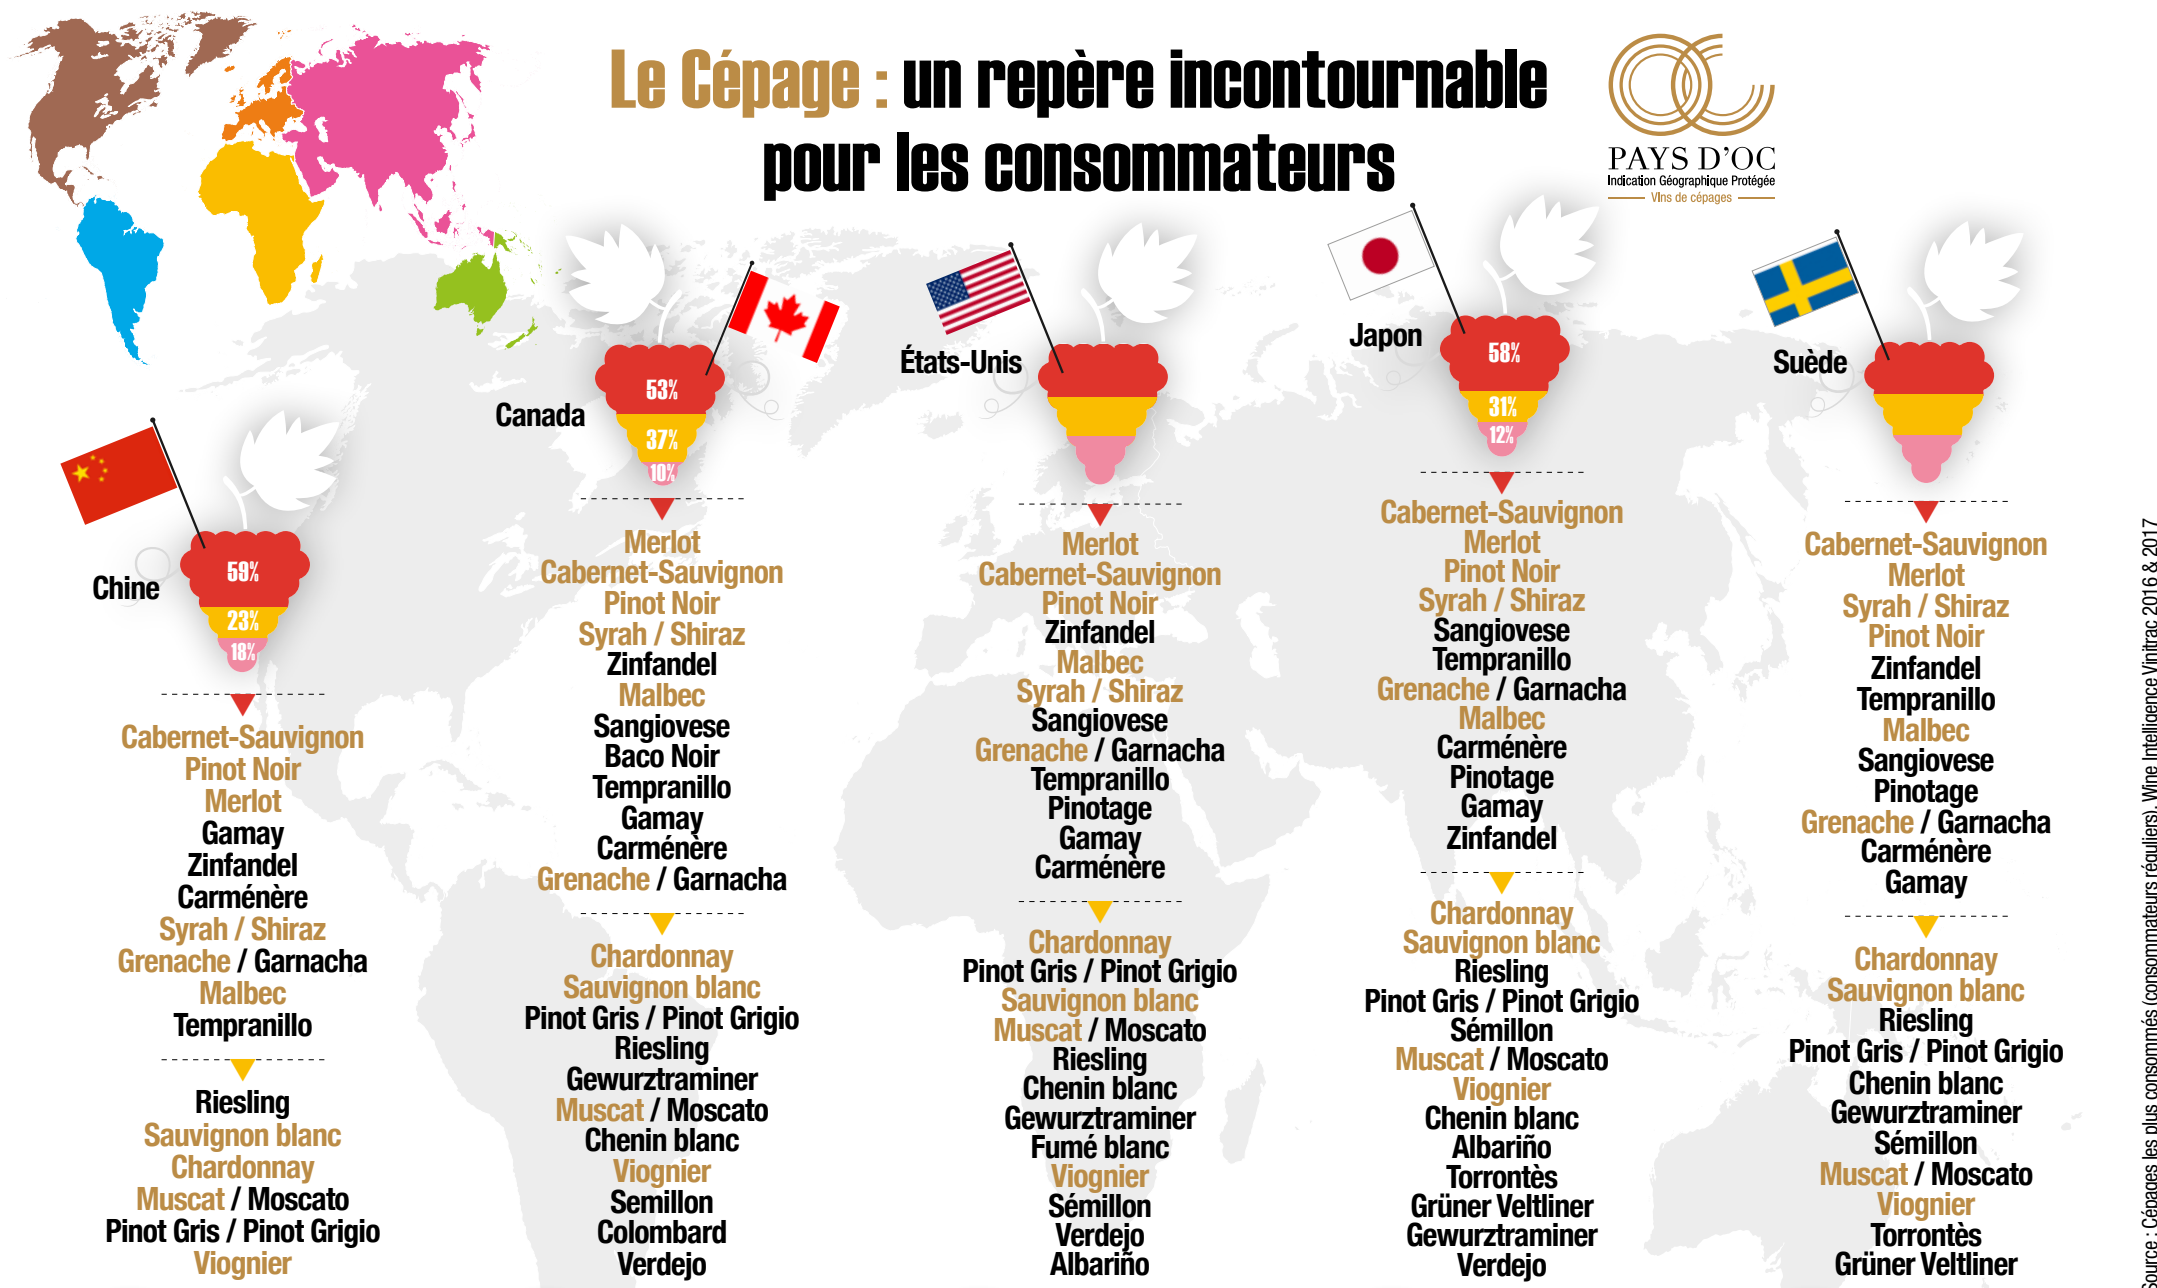 Le Cépage : un repère incontournable
pour les consommateurs
PAYS D'OC
Indication Géographique Protégée
Vins de cépages
Chine
59%
23%
18%
Cabernet-Sauvignon
Pinot Noir
Merlot
Gamay
Zinfandel
Carménère
Syrah / Shiraz
Grenache / Garnacha
Malbec
Tempranillo
Riesling
Sauvignon blanc
Chardonnay
Muscat / Moscato
Pinot Gris / Pinot Grigio
Viognier
Canada
53%
37%
10%
Merlot
Cabernet-Sauvignon
Pinot Noir
Syrah / Shiraz
Zinfandel
Malbec
Sangiovese
Baco Noir
Tempranillo
Gamay
Carménère
Grenache / Garnacha
Chardonnay
Sauvignon blanc
Pinot Gris / Pinot Grigio
Riesling
Gewurztraminer
Muscat / Moscato
Chenin blanc
Viognier
Semillon
Colombard
Verdejo
États-Unis
Merlot
Cabernet-Sauvignon
Pinot Noir
Zinfandel
Malbec
Syrah / Shiraz
Sangiovese
Grenache / Garnacha
Tempranillo
Pinotage
Gamay
Carménère
Chardonnay
Pinot Gris / Pinot Grigio
Sauvignon blanc
Muscat / Moscato
Riesling
Chenin blanc
Gewurztraminer
Fumé blanc
Viognier
Sémillon
Verdejo
Albariño
Japon
58%
31%
12%
Cabernet-Sauvignon
Merlot
Pinot Noir
Syrah / Shiraz
Sangiovese
Tempranillo
Grenache / Garnacha
Malbec
Carménère
Pinotage
Gamay
Zinfandel
Chardonnay
Sauvignon blanc
Riesling
Pinot Gris / Pinot Grigio
Sémillon
Muscat / Moscato
Viognier
Chenin blanc
Albariño
Torrontès
Grüner Veltliner
Gewurztraminer
Verdejo
Suède
Cabernet-Sauvignon
Merlot
Syrah / Shiraz
Pinot Noir
Zinfandel
Tempranillo
Malbec
Sangiovese
Pinotage
Grenache / Garnacha
Carménère
Gamay
Chardonnay
Sauvignon blanc
Riesling
Pinot Gris / Pinot Grigio
Chenin blanc
Gewurztraminer
Sémillon
Muscat / Moscato
Viognier
Torrontès
Grüner Veltliner
Source : Cépages les plus consommés (consommateurs réguliers). Wine Intelligence Vinitrac 2016 & 2017